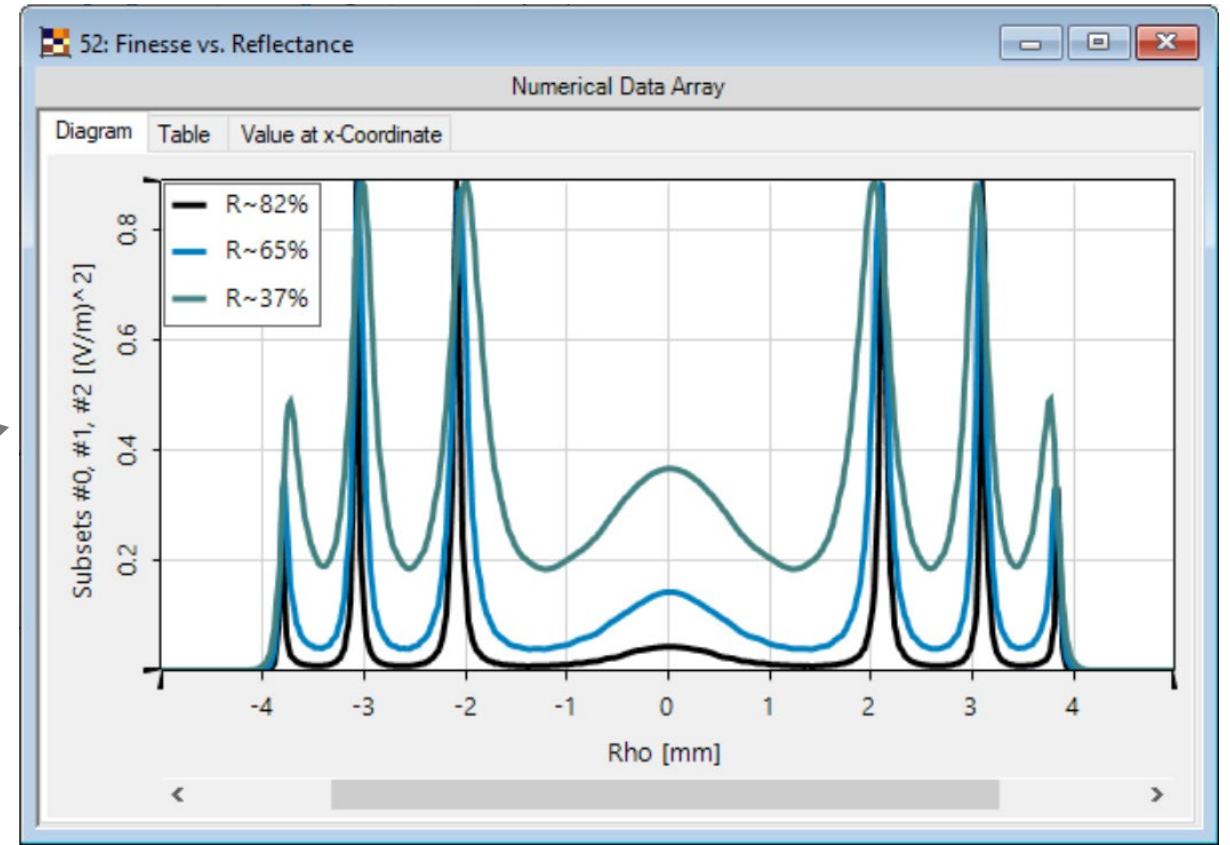 52: Finesse vs. Reflectance
Numerical Data Array
Diagram Table Value at x-Coordinate
Subsets #0, #1, #2 [(V/m)^2]
0.8
0.6
0.4
0.2
R~82%
R~65%
R~37%
-4 -3 -2 -1 0 1 2 3 4
Rho [mm]